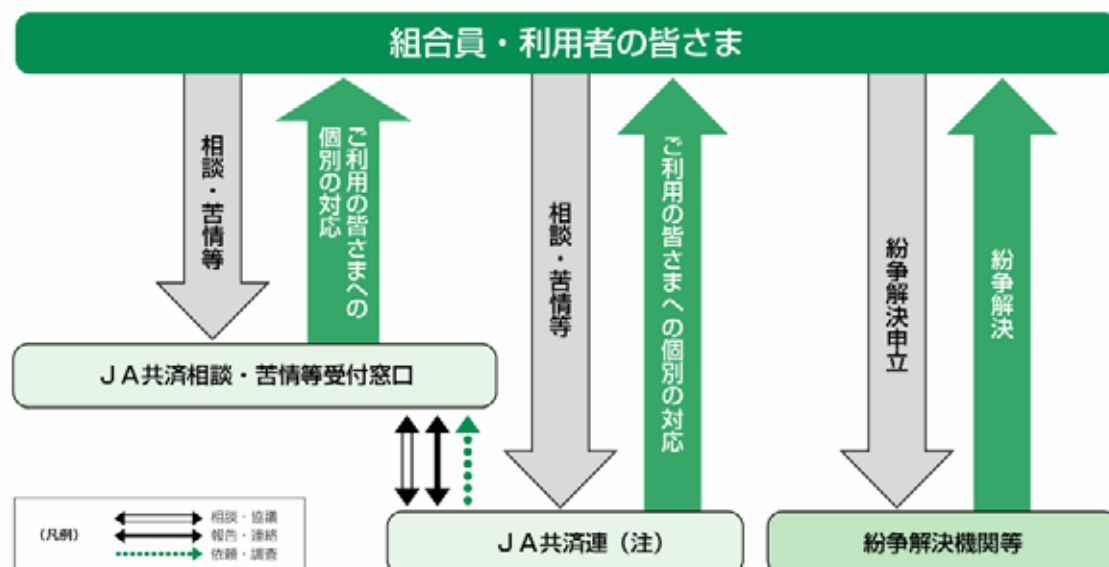 組合員・利用者の皆さま
相談・苦情等
ご利用の皆さまへの
個別の対応
相談・苦情等
ご利用の皆さまへの個別の対応
紛争解決申立
紛争解決
JA共済相談・苦情等受付窓口
JA共済連（注）
紛争解決機関等
（凡例）
相談・協議
報告・連絡
依頼・調査